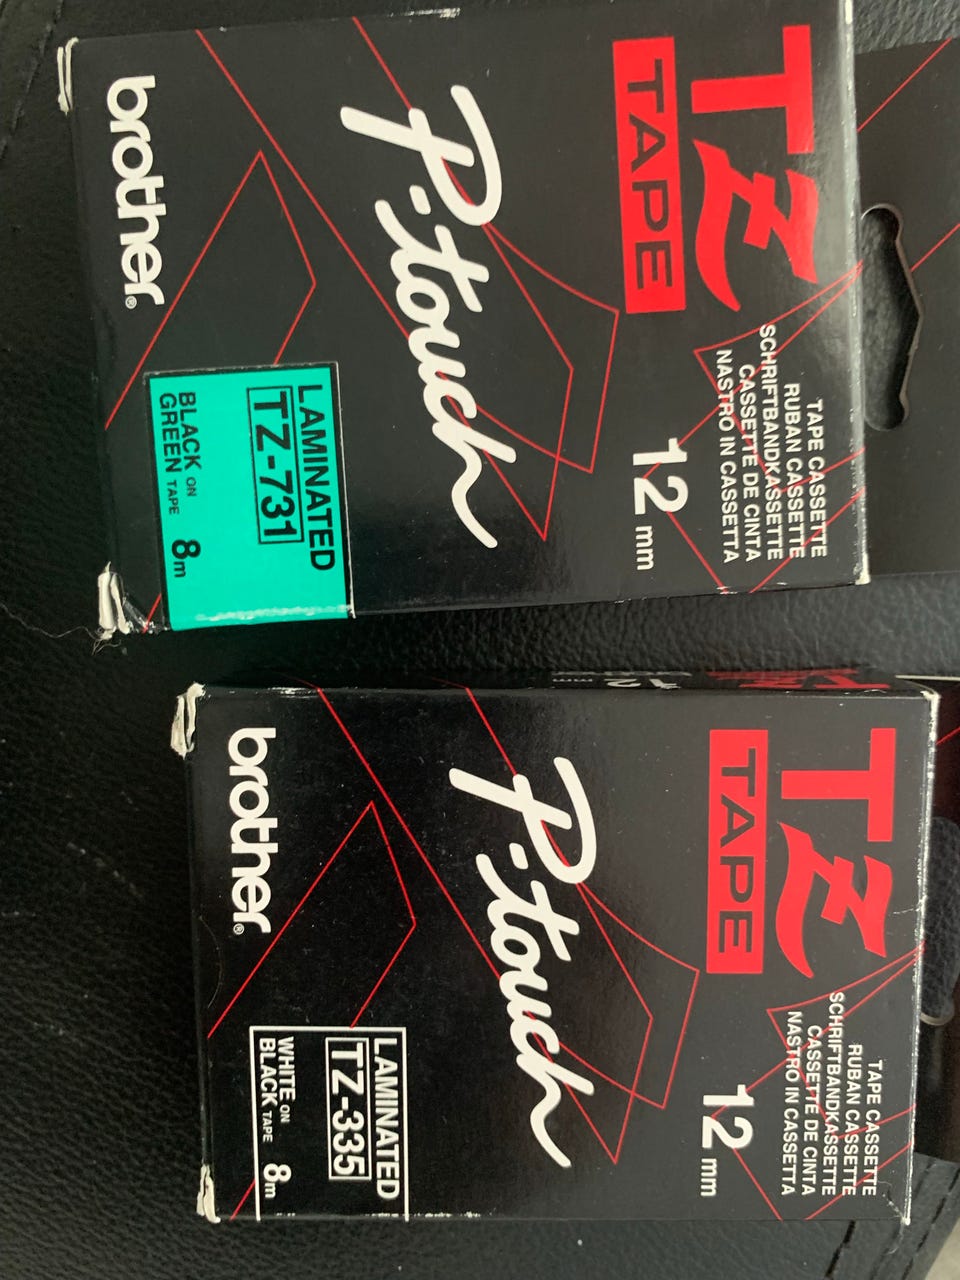 TZ
TAPE
TAPE CASSETTE
RUBAN CASSETTE
SCHRIFTBANDKASSETTE
CASSETTE DE CINTA
NASTRO IN CASSETTA
12 mm
P-touch
LAMINATED
TZ-731
BLACK ON
GREEN TAPE 8m
brother®
12 mm
TZ
TAPE
TAPE CASSETTE
RUBAN CASSETTE
SCHRIFTBANDKASSETTE
CASSETTE DE CINTA
NASTRO IN CASSETTA
12 mm
P-touch
LAMINATED
TZ-335
WHITE ON
BLACK TAPE 8m
brother®